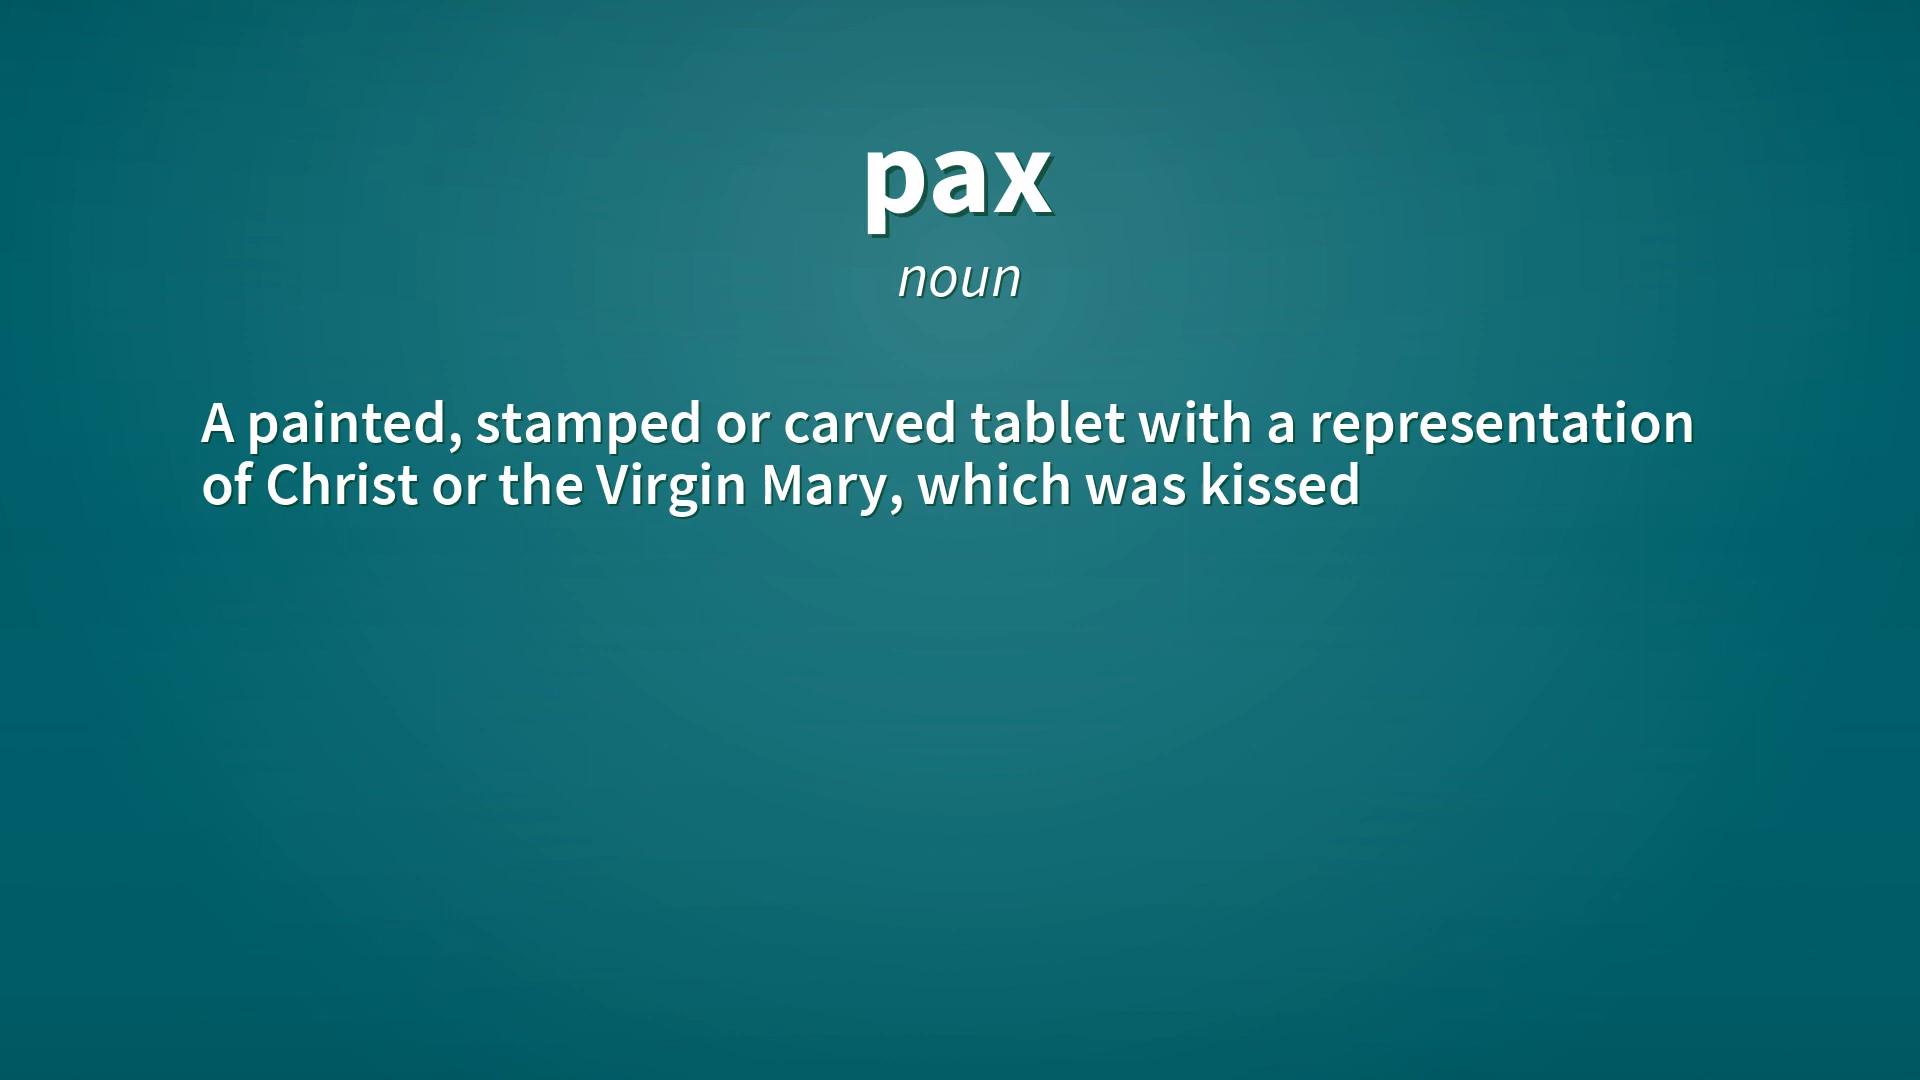 pax
noun
A painted, stamped or carved tablet with a representation
of Christ or the Virgin Mary, which was kissed